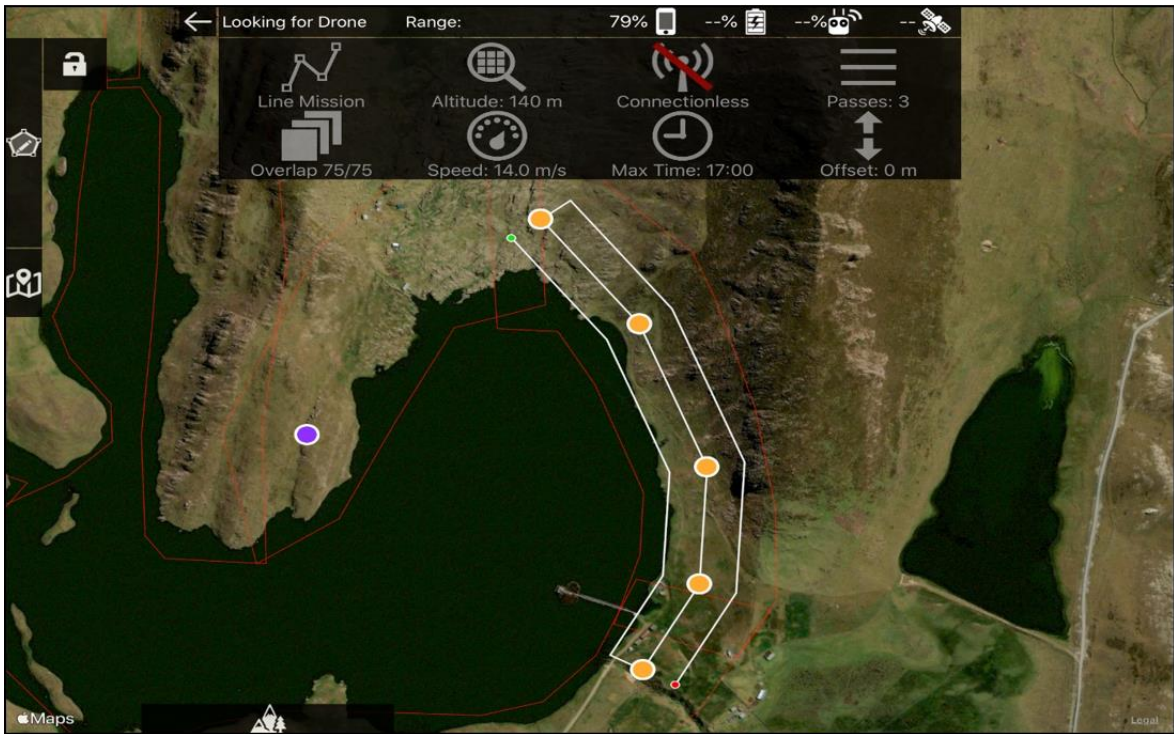 Looking for Drone Range: 79% --% --% --
Line Mission Altitude: 140 m Connectionless Passes: 3
Overlap 75/75 Speed: 14.0 m/s Max Time: 17:00 Offset: 0 m
Maps Legal